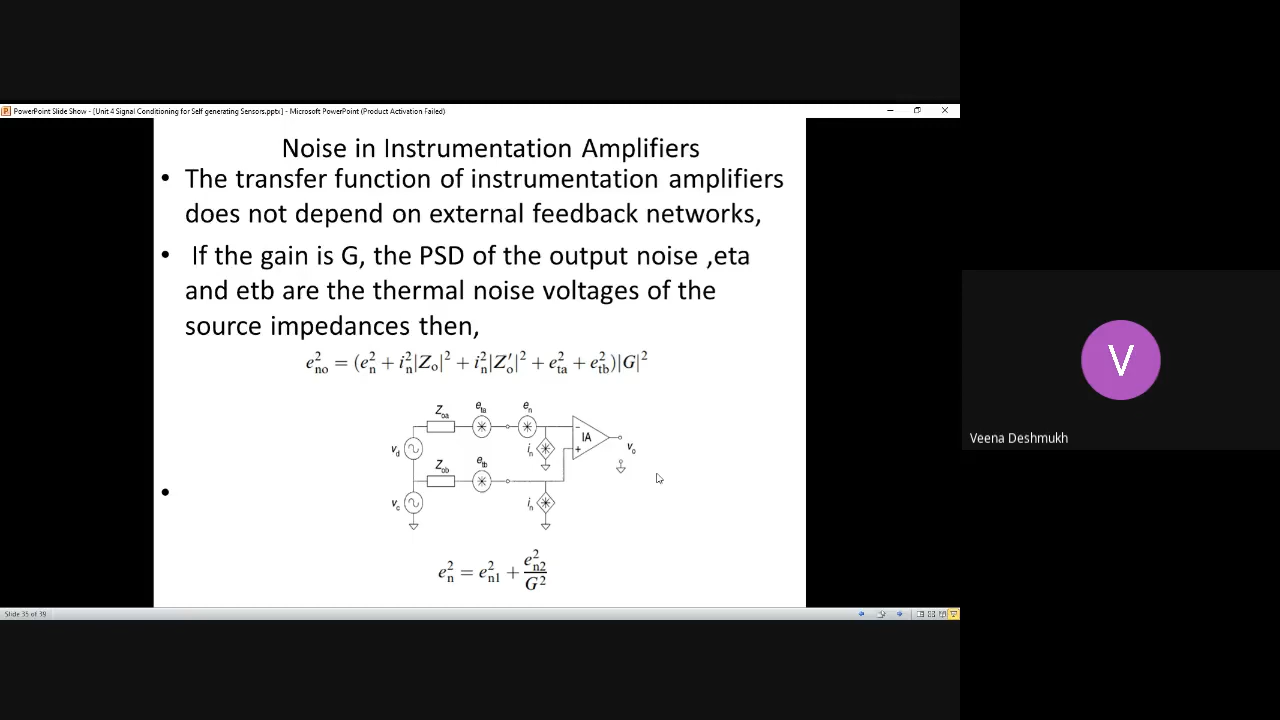 PowerPoint Slide Show - [Unit 4 Signal Conditioning for Self generating Sensors.pptx] - Microsoft PowerPoint (Product Activation Failed)
Noise in Instrumentation Amplifiers
• The transfer function of instrumentation amplifiers
does not depend on external feedback networks,
• If the gain is G, the PSD of the output noise ,eta
and etb are the thermal noise voltages of the
source impedances then,
e²no = (e²n + i²n|Zo|² + i²n|Z′o|² + e²ta + e²tb)|G|²
Zoa eta en
vd in - IA + vo
Zob etb
•
vc in
e²n = e²n1 + e²n2/G²
Slide 35 of 39
V
Veena Deshmukh